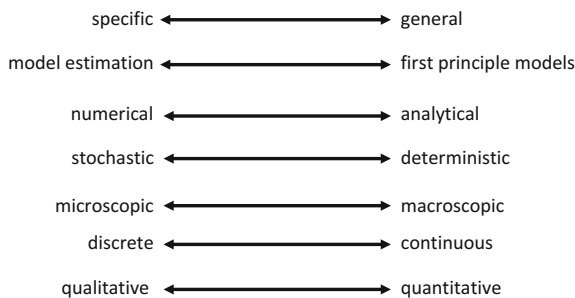 specific general
model estimation first principle models
numerical analytical
stochastic deterministic
microscopic macroscopic
discrete continuous
qualitative quantitative